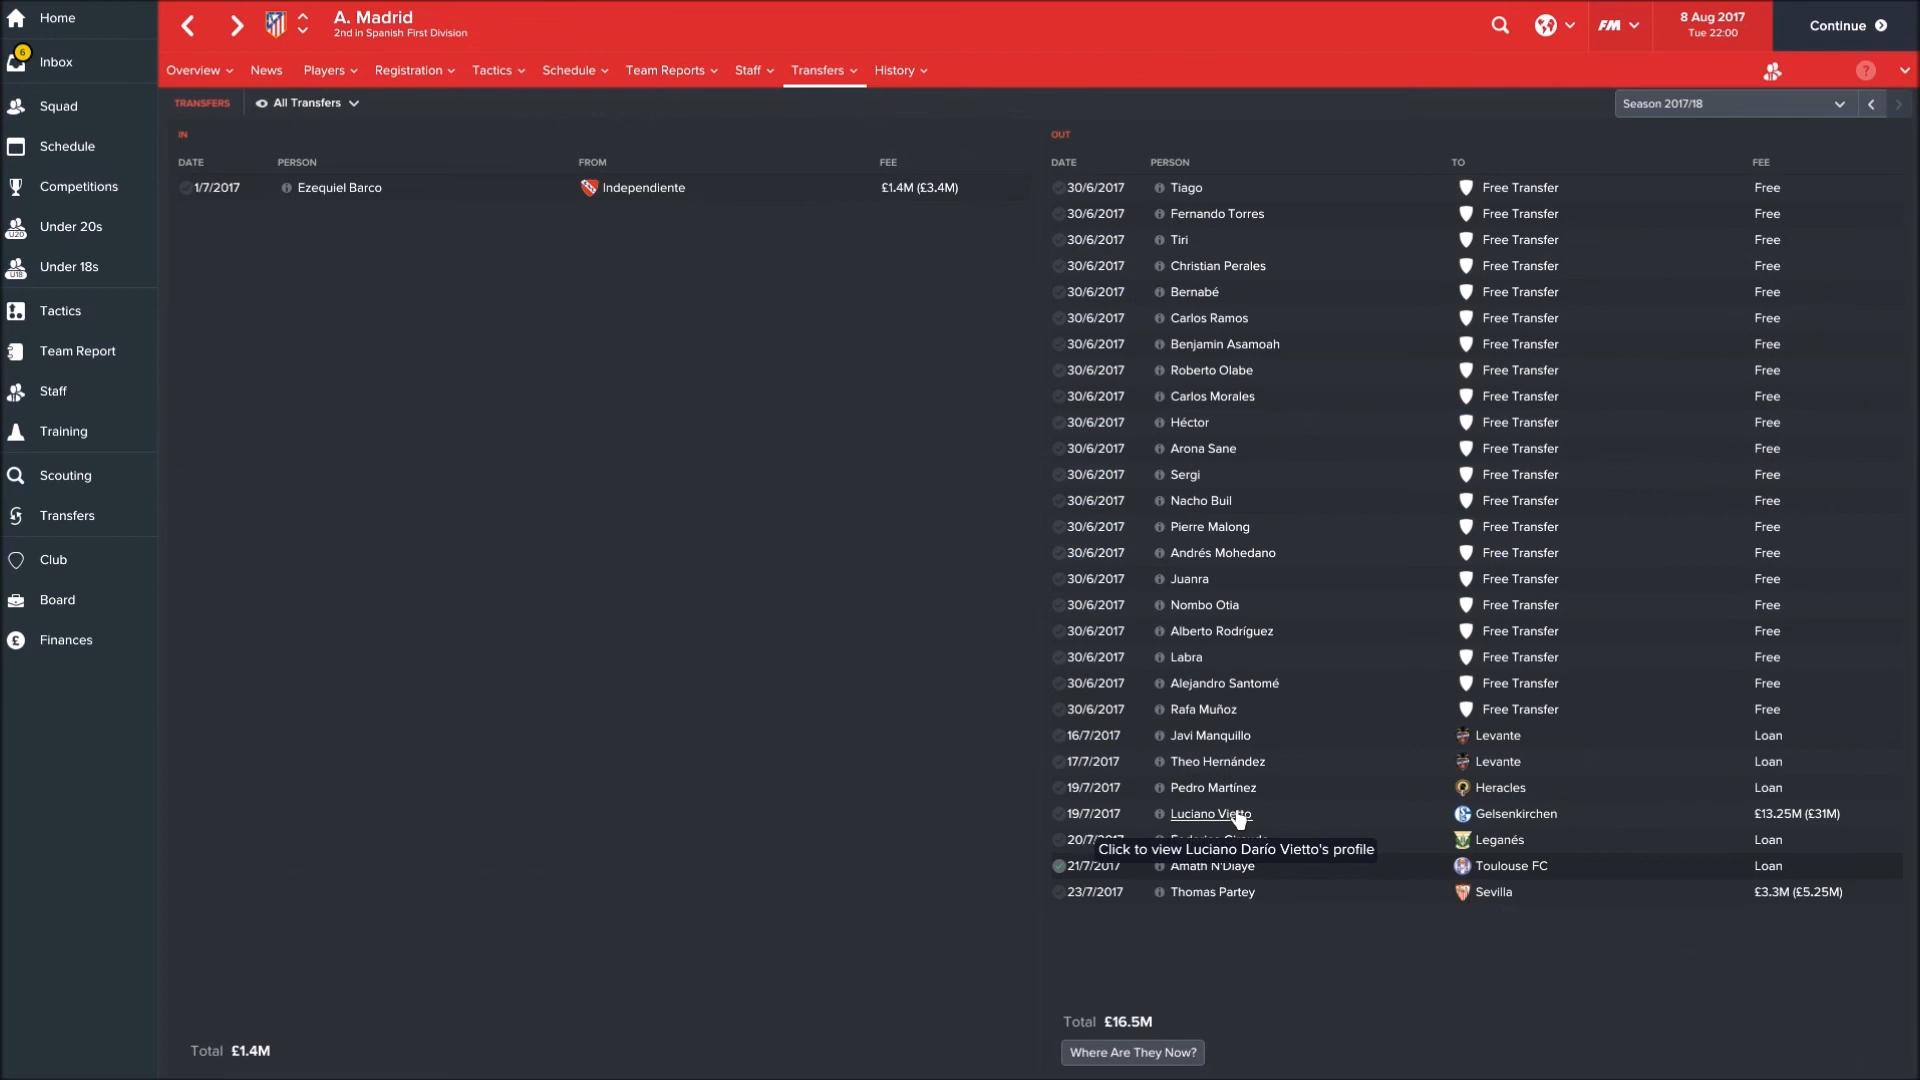 Home
6
Inbox
Squad
Schedule
Competitions
U20
Under 20s
U18
Under 18s
Tactics
Team Report
Staff
Training
Scouting
Transfers
Club
Board
£ Finances
A. Madrid
2nd in Spanish First Division
FM
8 Aug 2017
Tue 22:00
Continue
Overview News Players Registration Tactics Schedule Team Reports Staff Transfers History ?
TRANSFERS All Transfers
Season 2017/18
IN
DATE PERSON FROM FEE
1/7/2017 Ezequiel Barco Independiente £1.4M (£3.4M)
Total £1.4M
OUT
DATE PERSON TO FEE
30/6/2017 Tiago Free Transfer Free
30/6/2017 Fernando Torres Free Transfer Free
30/6/2017 Tiri Free Transfer Free
30/6/2017 Christian Perales Free Transfer Free
30/6/2017 Bernabé Free Transfer Free
30/6/2017 Carlos Ramos Free Transfer Free
30/6/2017 Benjamin Asamoah Free Transfer Free
30/6/2017 Roberto Olabe Free Transfer Free
30/6/2017 Carlos Morales Free Transfer Free
30/6/2017 Héctor Free Transfer Free
30/6/2017 Arona Sane Free Transfer Free
30/6/2017 Sergi Free Transfer Free
30/6/2017 Nacho Buil Free Transfer Free
30/6/2017 Pierre Malong Free Transfer Free
30/6/2017 Andrés Mohedano Free Transfer Free
30/6/2017 Juanra Free Transfer Free
30/6/2017 Nombo Otia Free Transfer Free
30/6/2017 Alberto Rodríguez Free Transfer Free
30/6/2017 Labra Free Transfer Free
30/6/2017 Alejandro Santomé Free Transfer Free
30/6/2017 Rafa Muñoz Free Transfer Free
16/7/2017 Javi Manquillo Levante Loan
17/7/2017 Theo Hernández Levante Loan
19/7/2017 Pedro Martínez Heracles Loan
19/7/2017 Luciano Vietto Gelsenkirchen £13.25M (£31M)
Leganés Loan
Click to view Luciano Darío Vietto's profile
21/7/2017 Amath N'Diaye Toulouse FC Loan
23/7/2017 Thomas Partey Sevilla £3.3M (£5.25M)
Total £16.5M
Where Are They Now?